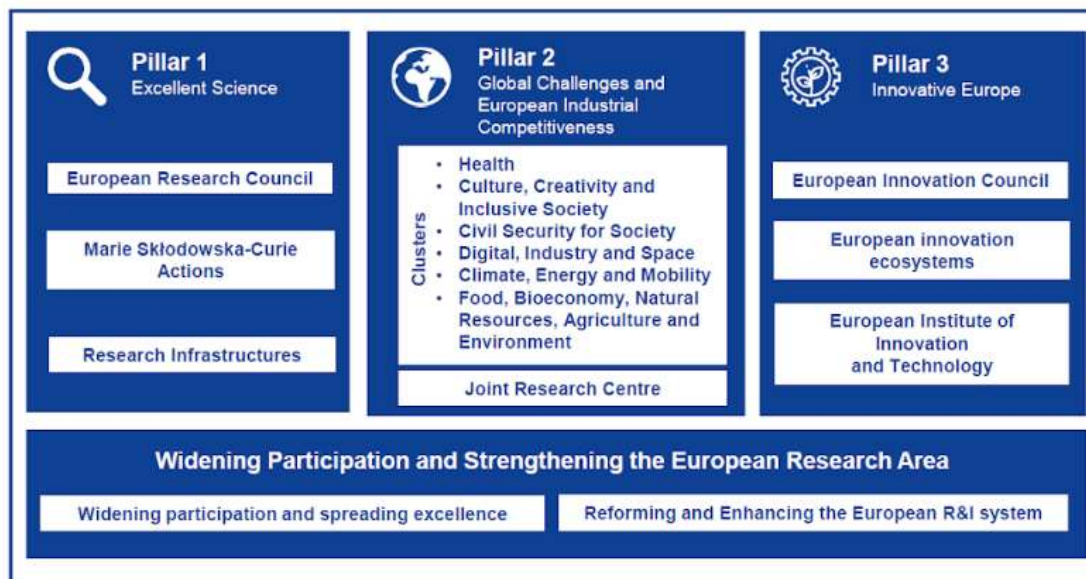 Pillar 1
Excellent Science
European Research Council
Marie Skłodowska-Curie
Actions
Research Infrastructures
Pillar 2
Global Challenges and
European Industrial
Competitiveness
Clusters
• Health
• Culture, Creativity and
Inclusive Society
• Civil Security for Society
• Digital, Industry and Space
• Climate, Energy and Mobility
• Food, Bioeconomy, Natural
Resources, Agriculture and
Environment
Joint Research Centre
Pillar 3
Innovative Europe
European Innovation Council
European innovation
ecosystems
European Institute of
Innovation
and Technology
Widening Participation and Strengthening the European Research Area
Widening participation and spreading excellence
Reforming and Enhancing the European R&I system